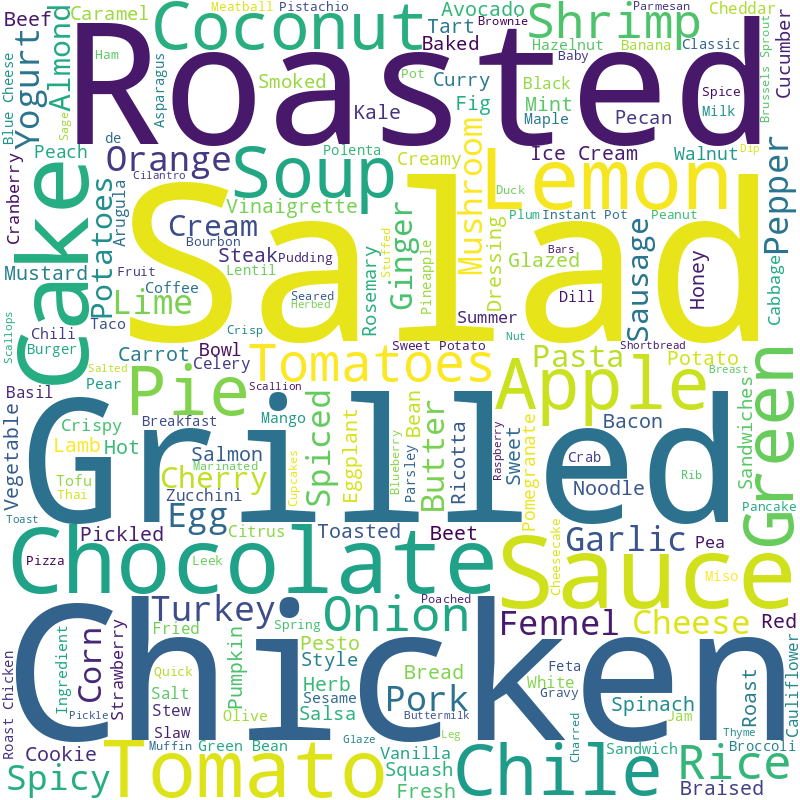 Beef
Caramel
Meatball
Pistachio
Coconut
Avocado
Tart
Brownie
Shrimp
Parmesan
Cheddar
Ham
Roasted
Baked
Hazelnut
Banana
Classic
Baby
Cucumber
Brussels Sprout
Blue Cheese
Yogurt
Almond
Sage
Asparagus
Smoked
Pot
Curry
Black
Spice
Fig
Mint
Milk
Kale
Maple
Pecan
de
Peach
Orange
Soup
Polenta
Creamy
Mushroom
Ice Cream
Lemon
Walnut
Dip
Pepper
Cranberry
Cake
Potatoes
Arugula
Cilantro
Salad
Duck
Vinaigrette
Cream
Bourbon
Plum
Instant Pot
Peanut
Mustard
Fruit
Steak
Pudding
Lentil
Rosemary
Stuffed
Ginger
Pineapple
Dressing
Glazed
Bars
Sausage
Honey
Cabbage
Coffee
Seared
Herbed
Dill
Lime
Summer
Scallops
Chili
Taco
Crisp
Nut
Burger
Carrot
Bowl
Celery
Tomatoes
Sweet Potato
Shortbread
Pasta
Potato
Breast
Green
Salted
Pear
Basil
Pie
Scallion
Apple
Sandwiches
Vegetable
Crispy
Breakfast
Grilled
Mango
Spiced
Eggplant
Bean
Parsley
Blueberry
Butter
Ricotta
Raspberry
Sweet
Pomegranate
Bacon
Lamb
Hot
Salmon
Marinated
Cherry
Cupcakes
Crab
Tofu
Thai
Zucchini
Noodle
Rib
Pancake
Toast
Egg
Pickled
Citrus
Toasted
Beet
Cheesecake
Garlic
Pea
Pizza
Chocolate
Leek
Sauce
Miso
Turkey
Poached
Onion
Fennel
Cheese
Red
Cauliflower
Roast Chicken
Ingredient
Corn
Strawberry
Chicken
Fried
Spring
Pumpkin
Pesto
Style
Quick
Salt
Herb
Sesame
Bread
Feta
White
Gravy
Spinach
Roast
Pickle
Stew
Olive
Salsa
Pork
Buttermilk
Jam
Thyme
Slaw
Glaze
Leg
Charred
Cookie
Muffin
Green Bean
Vanilla
Sandwich
Broccoli
Spicy
Tomato
Squash
Fresh
Chile
Rice
Braised